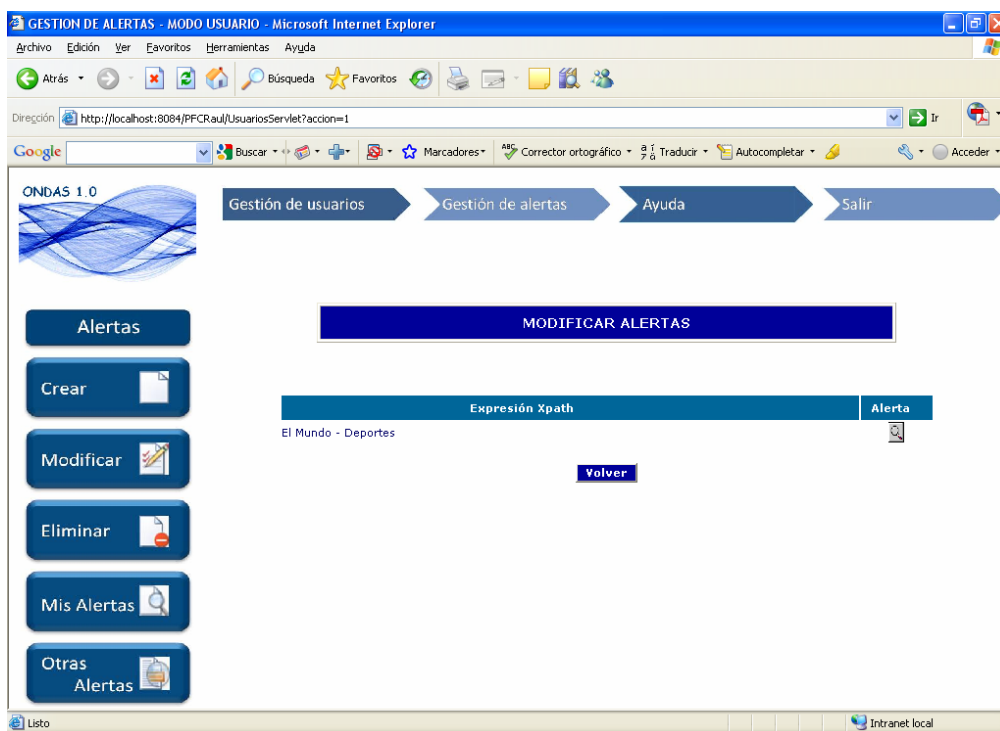 GESTION DE ALERTAS - MODO USUARIO - Microsoft Internet Explorer
Archivo Edición Ver Favoritos Herramientas Ayuda
Atrás Búsqueda Favoritos
Dirección http://localhost:8084/PFCRaul/UsuariosServlet?accion=1 Ir
Google Buscar Marcadores ABC Corrector ortográfico Traducir Autocompletar Acceder
ONDAS 1.0
Gestión de usuarios Gestión de alertas Ayuda Salir
MODIFICAR ALERTAS
Alertas
Crear
Modificar
Eliminar
Mis Alertas
Otras
Alertas
Expresión Xpath Alerta
El Mundo - Deportes
Volver
Listo Intranet local